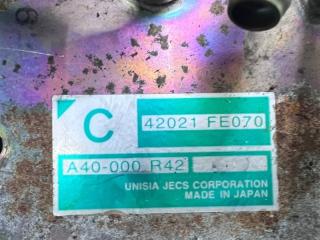 C
42021 FE070
A40-000 R42
UNISIA JECS CORPORATION
MADE IN JAPAN